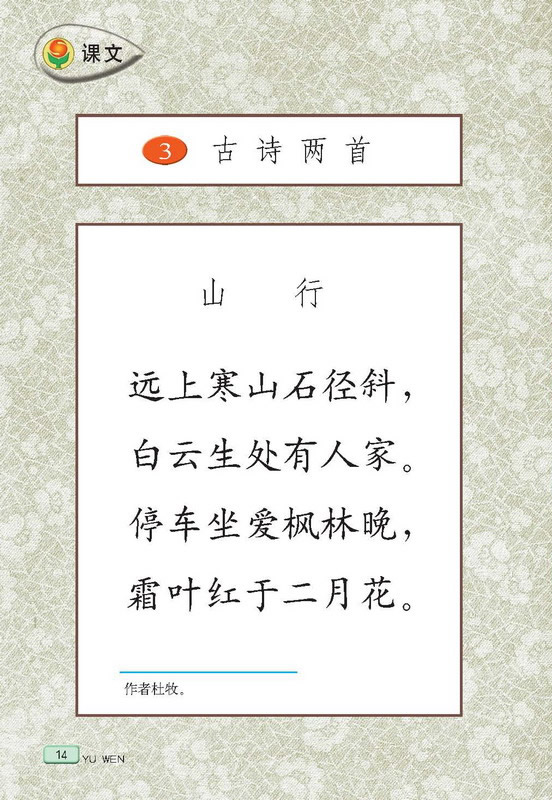 课文
3 古诗两首
山 行
远上寒山石径斜，
白云生处有人家。
停车坐爱枫林晚，
霜叶红于二月花。
作者杜牧。
14 YU WEN